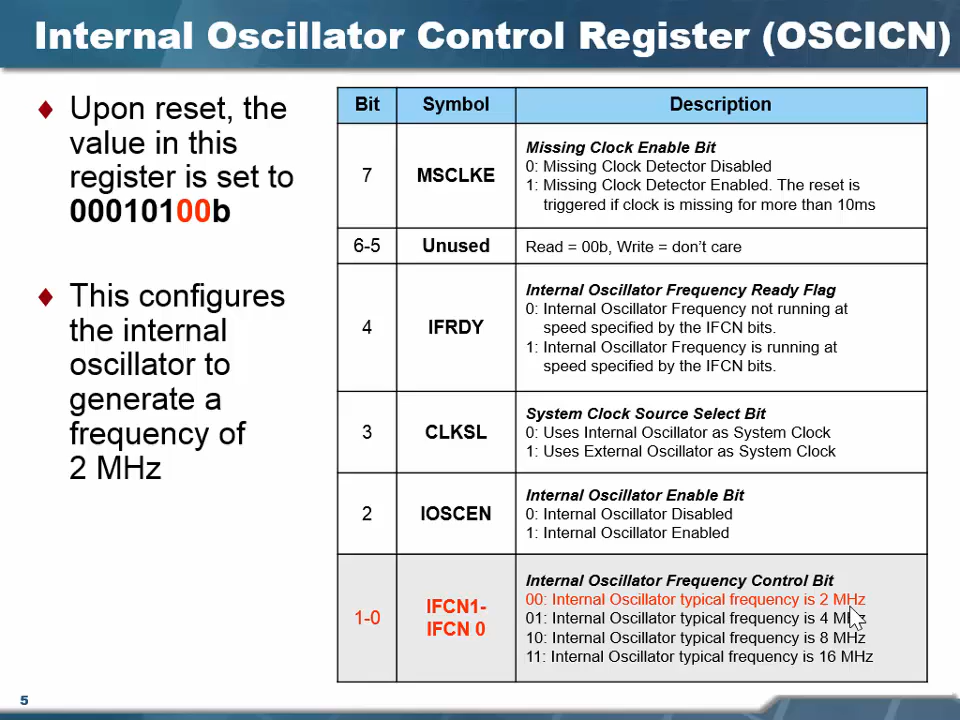 Internal Oscillator Control Register (OSCICN)
♦ Upon reset, the
value in this
register is set to
00010100b
♦ This configures
the internal
oscillator to
generate a
frequency of
2 MHz
Bit Symbol Description
7 MSCLKE
Missing Clock Enable Bit
0: Missing Clock Detector Disabled
1: Missing Clock Detector Enabled. The reset is
triggered if clock is missing for more than 10ms
6-5 Unused Read = 00b, Write = don't care
4 IFRDY
Internal Oscillator Frequency Ready Flag
0: Internal Oscillator Frequency not running at
speed specified by the IFCN bits.
1: Internal Oscillator Frequency is running at
speed specified by the IFCN bits.
3 CLKSL
System Clock Source Select Bit
0: Uses Internal Oscillator as System Clock
1: Uses External Oscillator as System Clock
2 IOSCEN
Internal Oscillator Enable Bit
0: Internal Oscillator Disabled
1: Internal Oscillator Enabled
1-0
IFCN1-
IFCN 0
Internal Oscillator Frequency Control Bit
00: Internal Oscillator typical frequency is 2 MHz
01: Internal Oscillator typical frequency is 4 MHz
10: Internal Oscillator typical frequency is 8 MHz
11: Internal Oscillator typical frequency is 16 MHz
5